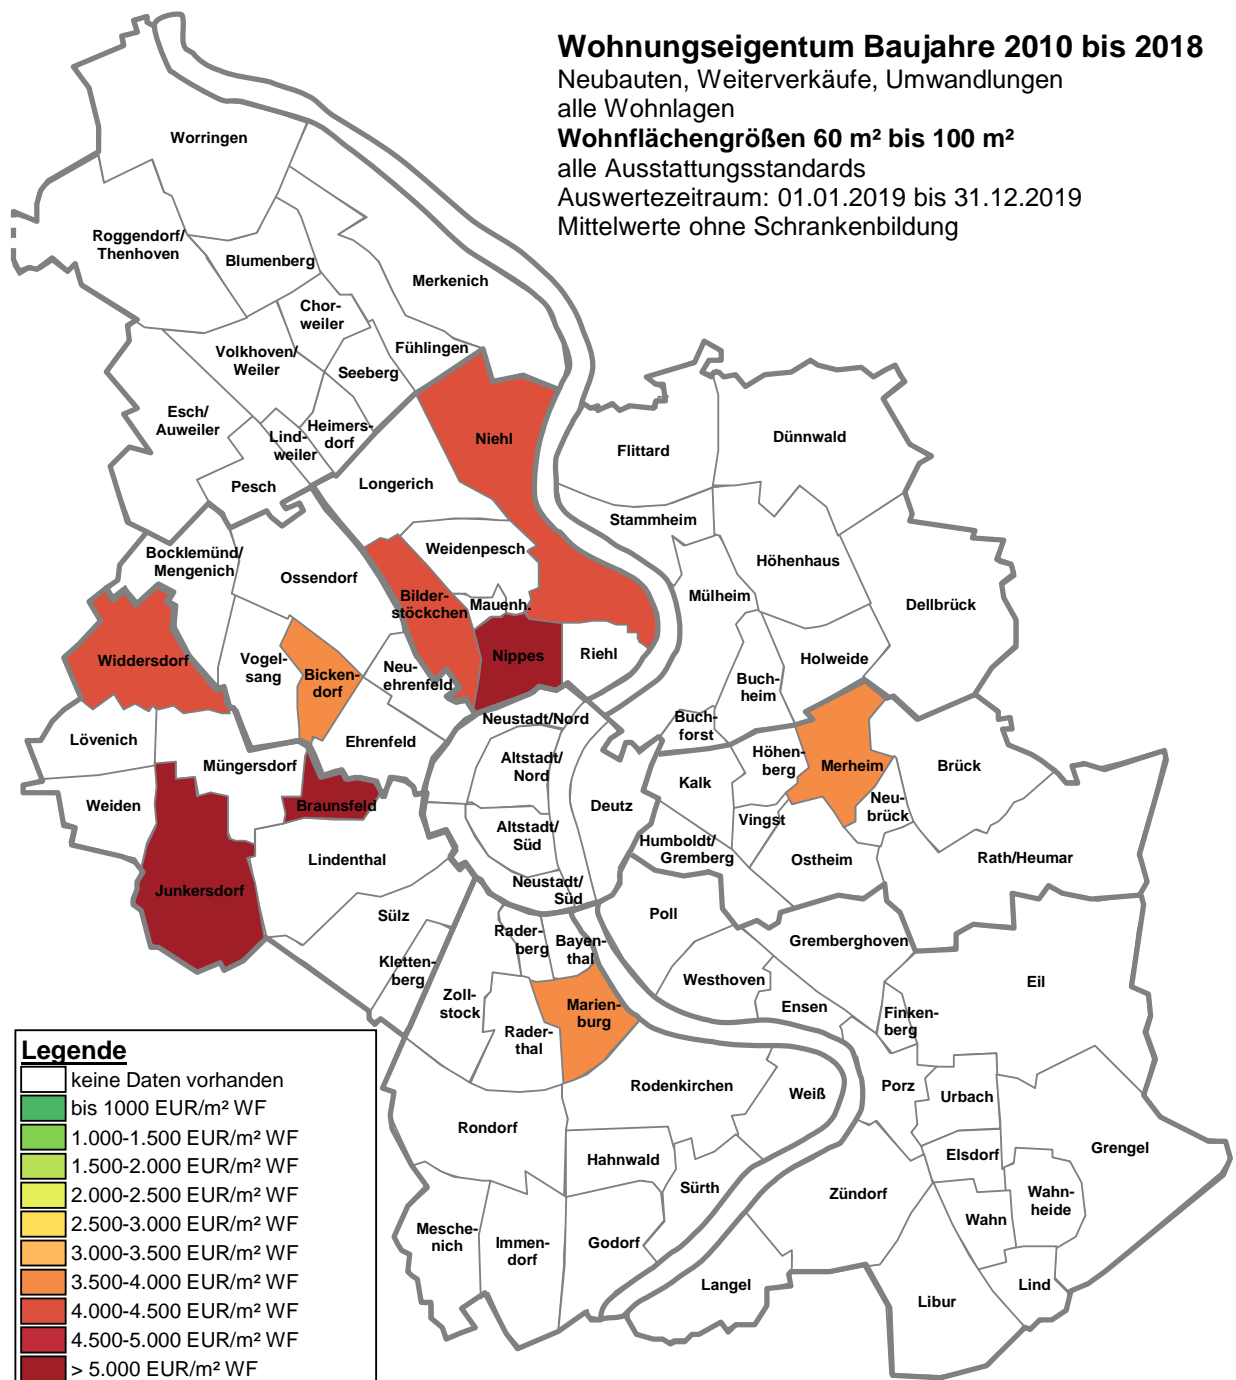 Wohnungseigentum Baujahre 2010 bis 2018
Neubauten, Weiterverkäufe, Umwandlungen
alle Wohnlagen
Wohnflächengrößen 60 m² bis 100 m²
alle Ausstattungsstandards
Auswertezeitraum: 01.01.2019 bis 31.12.2019
Mittelwerte ohne Schrankenbildung
Worringen
Roggendorf/
Thenhoven
Blumenberg
Merkenich
Chor-
weiler
Fühlingen
Volkhoven/
Weiler
Seeberg
Esch/
Auweiler
Heimers-
dorf
Lind-
weiler
Pesch
Niehl
Longerich
Flittard
Dünnwald
Stammheim
Höhenhaus
Weidenpesch
Bocklemünd/
Mengenich
Ossendorf
Bilder-
stöckchen
Mauenh.
Mülheim
Dellbrück
Widdersdorf
Vogel-
sang
Bicken-
dorf
Neu-
ehrenfeld
Nippes
Riehl
Holweide
Buch-
heim
Neustadt/Nord
Buch-
forst
Lövenich
Müngersdorf
Ehrenfeld
Altstadt/
Nord
Höhen-
berg
Merheim
Brück
Kalk
Weiden
Braunsfeld
Deutz
Neu-
brück
Vingst
Altstadt/
Süd
Humboldt/
Gremberg
Ostheim
Rath/Heumar
Lindenthal
Junkersdorf
Neustadt/
Süd
Sülz
Poll
Rader-
berg
Bayen-
thal
Gremberghoven
Kletten-
berg
Westhoven
Eil
Zoll-
stock
Marien-
burg
Ensen
Finken-
berg
Rader-
thal
Rodenkirchen
Weiß
Porz
Urbach
Rondorf
Hahnwald
Elsdorf
Grengel
Sürth
Zündorf
Wahn-
heide
Wahn
Mesche-
nich
Immen-
dorf
Godorf
Langel
Libur
Lind
Legende
keine Daten vorhanden
bis 1000 EUR/m² WF
1.000-1.500 EUR/m² WF
1.500-2.000 EUR/m² WF
2.000-2.500 EUR/m² WF
2.500-3.000 EUR/m² WF
3.000-3.500 EUR/m² WF
3.500-4.000 EUR/m² WF
4.000-4.500 EUR/m² WF
4.500-5.000 EUR/m² WF
> 5.000 EUR/m² WF